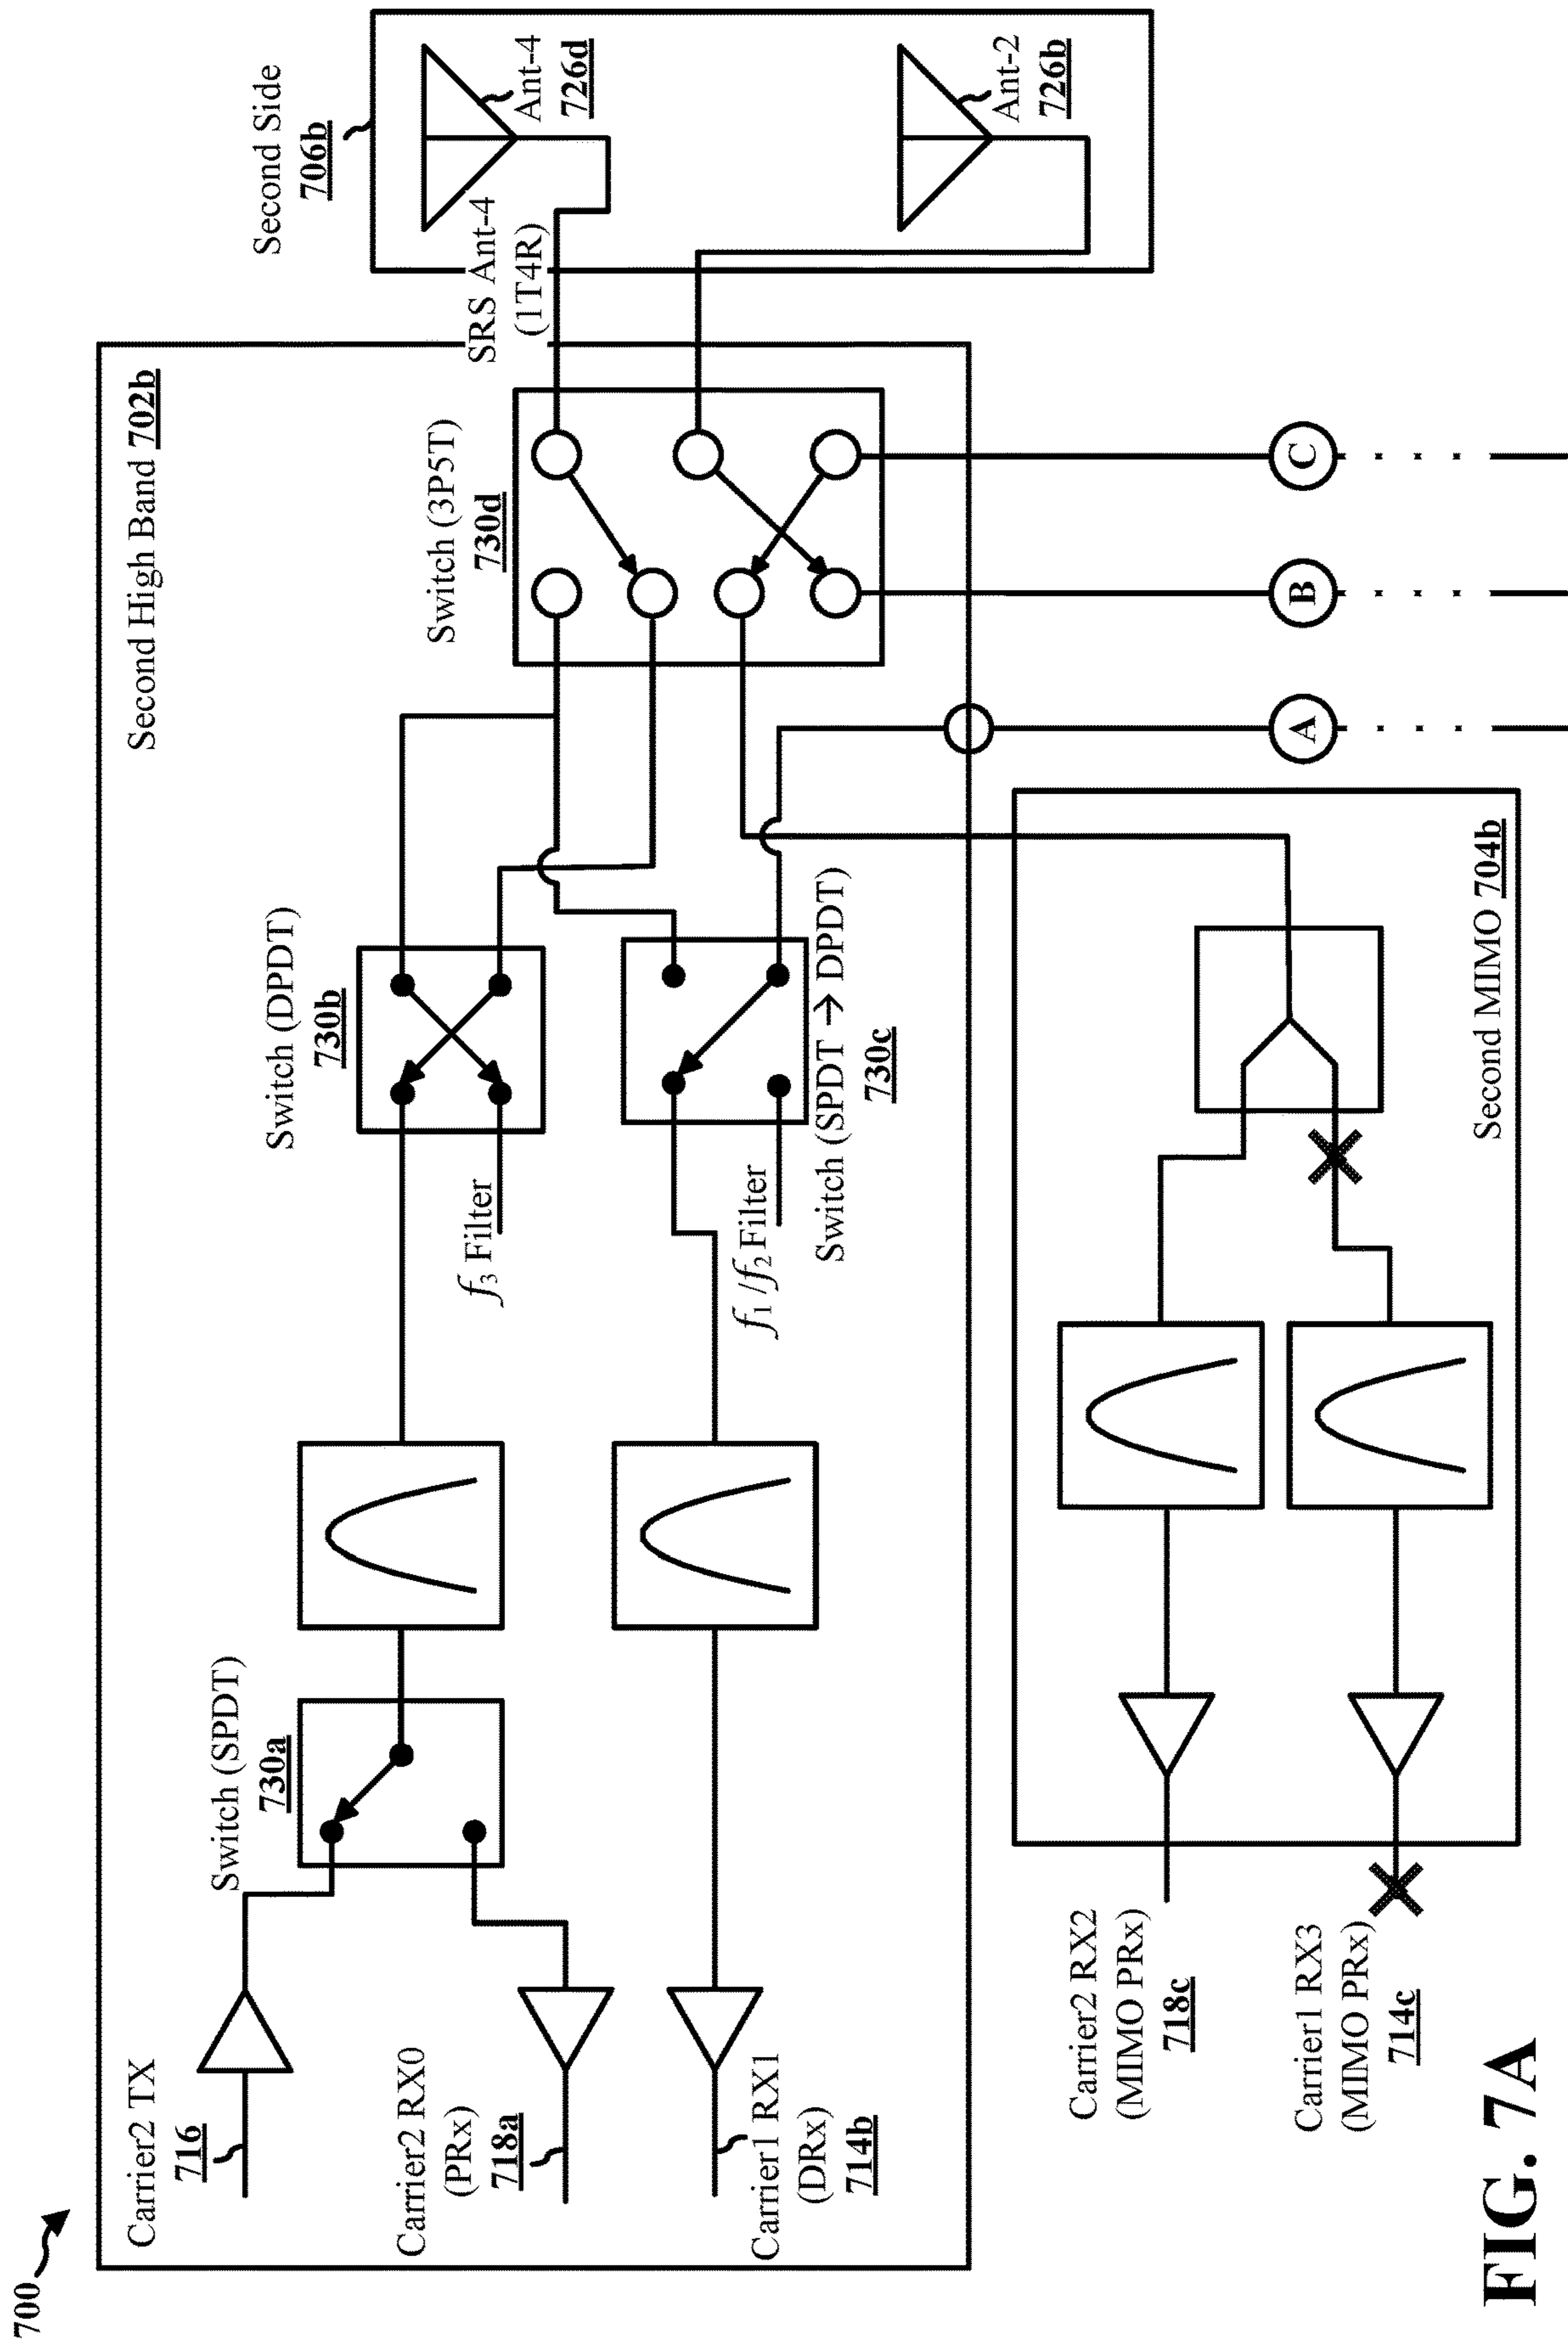 700
Second High Band 702b
Carrier2 TX
716
Switch (SPDT)
730a
Switch (DPDT)
730b
Switch (3P5T)
730d
SRS Ant-4
(1T4R)
Second Side
706b
Ant-4
726d
Ant-2
726b
Carrier2 RX0
(PRx)
718a
f3 Filter
Carrier1 RX1
(DRx)
714b
f1 /f2 Filter
Switch (SPDT → DPDT)
730c
A
B
C
Carrier2 RX2
(MIMO PRx)
718c
Carrier1 RX3
(MIMO PRx)
714c
Second MIMO 704b
FIG. 7A